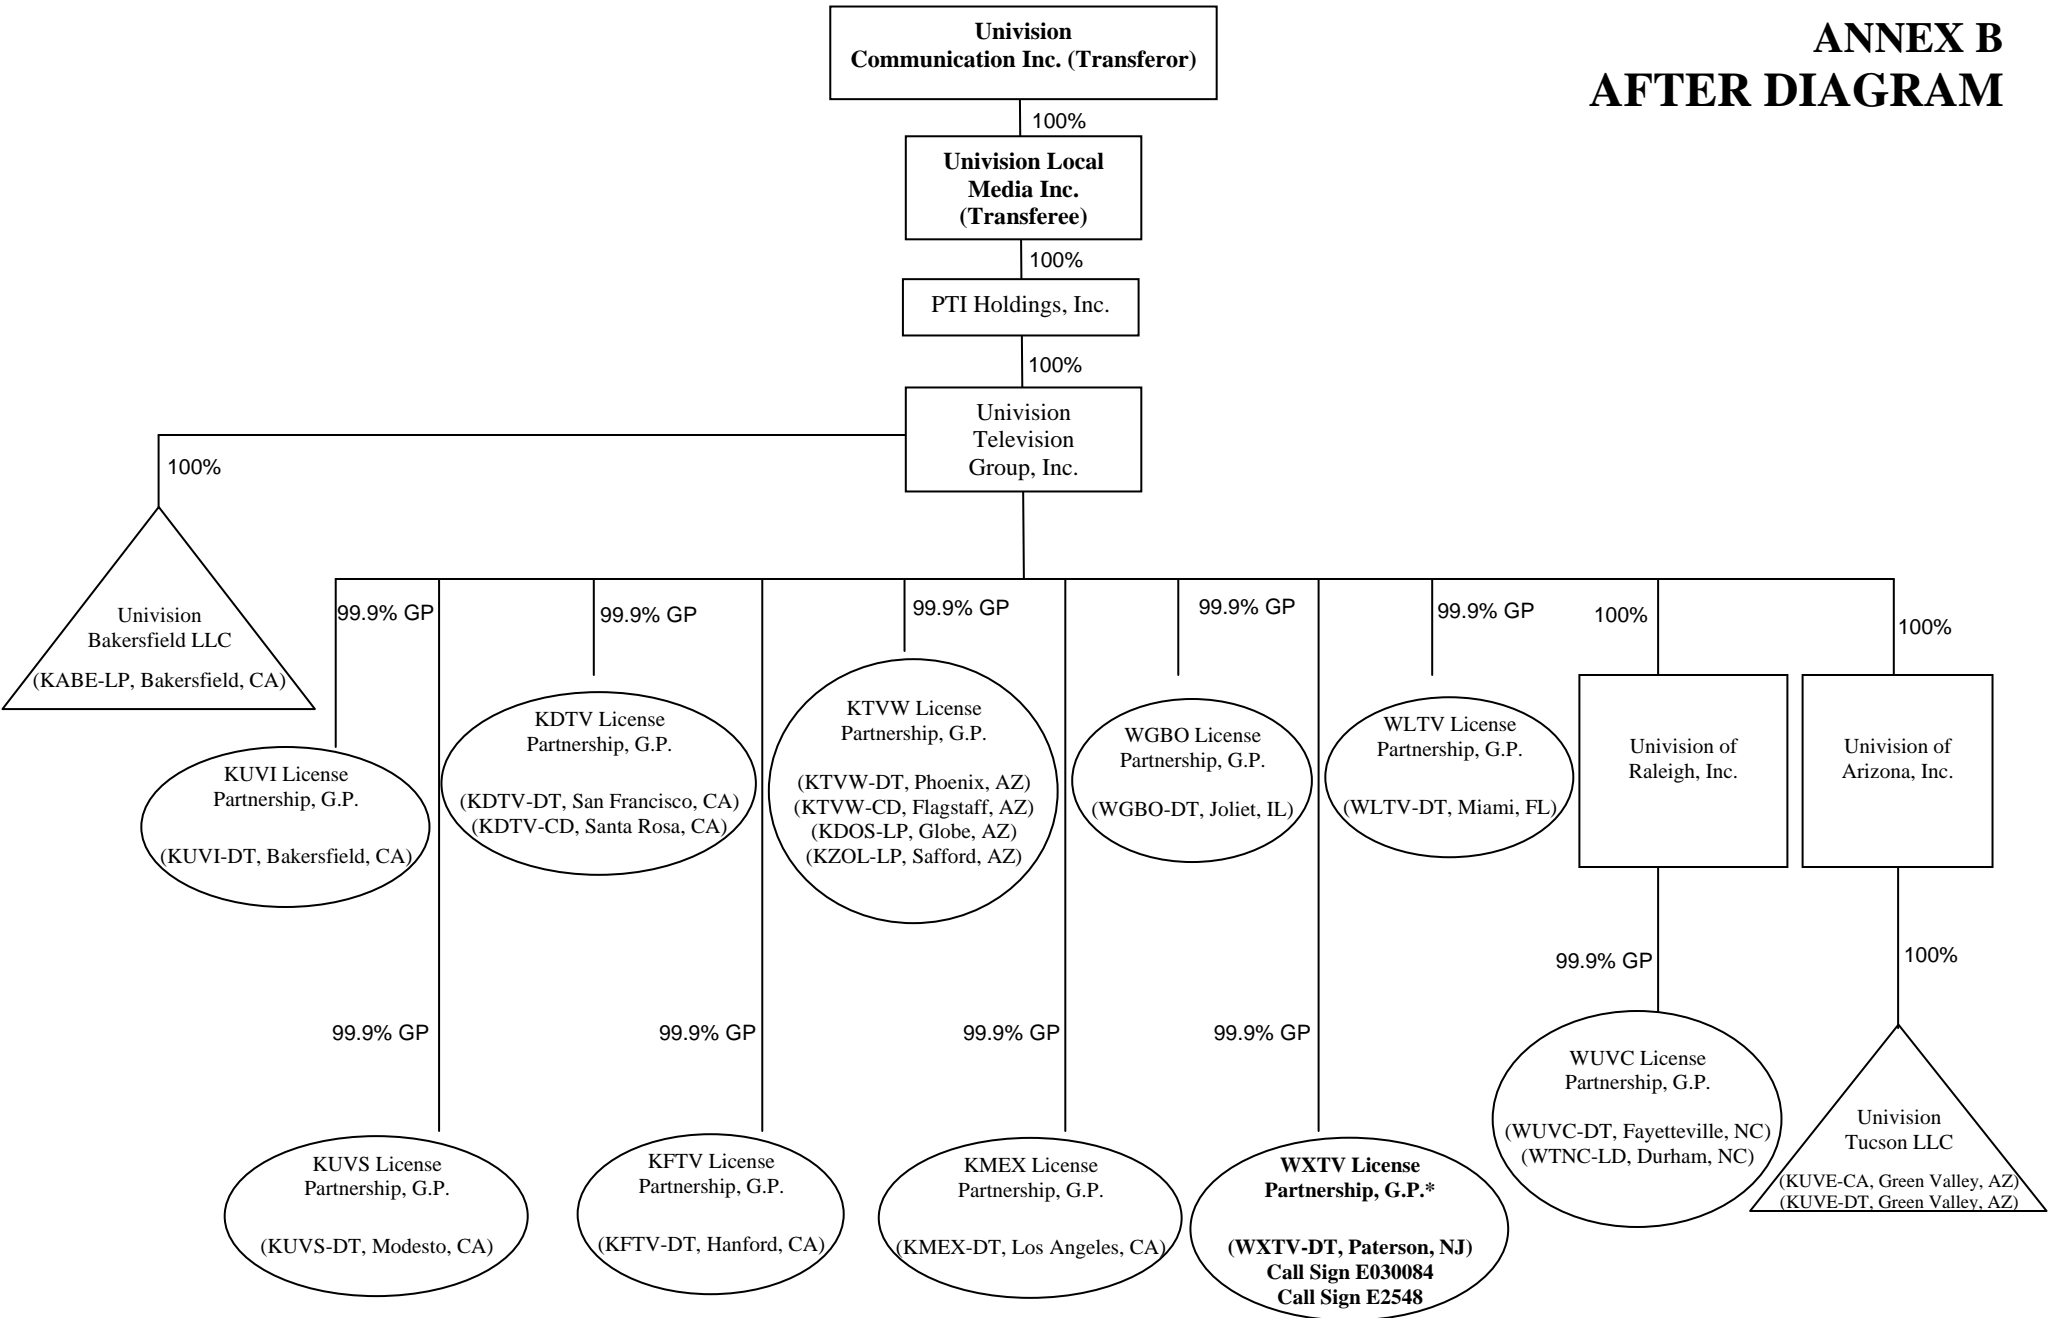 ANNEX B
AFTER DIAGRAM
Univision
Communication Inc. (Transferor)
100%
Univision Local
Media Inc.
(Transferee)
100%
PTI Holdings, Inc.
100%
Univision
Television
Group, Inc.
100%
Univision
Bakersfield LLC
(KABE-LP, Bakersfield, CA)
99.9% GP
KUVI License
Partnership, G.P.
(KUVI-DT, Bakersfield, CA)
99.9% GP
KDTV License
Partnership, G.P.
(KDTV-DT, San Francisco, CA)
(KDTV-CD, Santa Rosa, CA)
99.9% GP
KTVW License
Partnership, G.P.
(KTVW-DT, Phoenix, AZ)
(KTVW-CD, Flagstaff, AZ)
(KDOS-LP, Globe, AZ)
(KZOL-LP, Safford, AZ)
99.9% GP
WGBO License
Partnership, G.P.
(WGBO-DT, Joliet, IL)
99.9% GP
WLTV License
Partnership, G.P.
(WLTV-DT, Miami, FL)
100%
Univision of
Raleigh, Inc.
100%
Univision of
Arizona, Inc.
99.9% GP
KUVS License
Partnership, G.P.
(KUVS-DT, Modesto, CA)
99.9% GP
KFTV License
Partnership, G.P.
(KFTV-DT, Hanford, CA)
99.9% GP
KMEX License
Partnership, G.P.
(KMEX-DT, Los Angeles, CA)
99.9% GP
WXTV License
Partnership, G.P.*
(WXTV-DT, Paterson, NJ)
Call Sign E030084
Call Sign E2548
99.9% GP
WUVC License
Partnership, G.P.
(WUVC-DT, Fayetteville, NC)
(WTNC-LD, Durham, NC)
100%
Univision
Tucson LLC
(KUVE-CA, Green Valley, AZ)
(KUVE-DT, Green Valley, AZ)